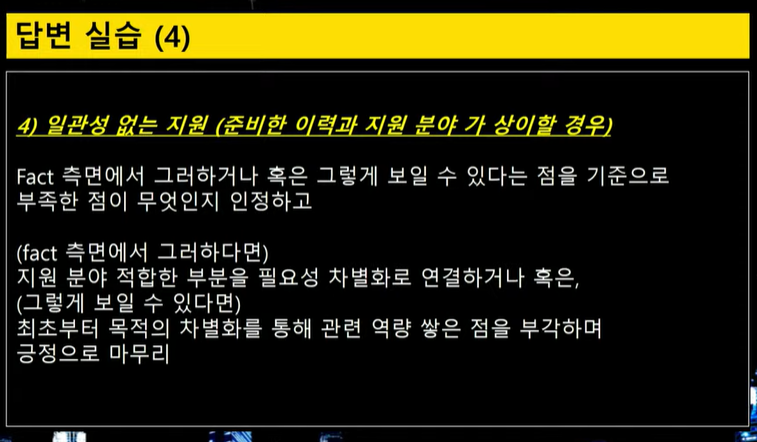 답변 실습 (4)
4) 일관성 없는 지원 (준비한 이력과 지원 분야 가 상이할 경우)
Fact 측면에서 그러하거나 혹은 그렇게 보일 수 있다는 점을 기준으로
부족한 점이 무엇인지 인정하고
(fact 측면에서 그러하다면)
지원 분야 적합한 부분을 필요성 차별화로 연결하거나 혹은,
(그렇게 보일 수 있다면)
최초부터 목적의 차별화를 통해 관련 역량 쌓은 점을 부각하며
긍정으로 마무리